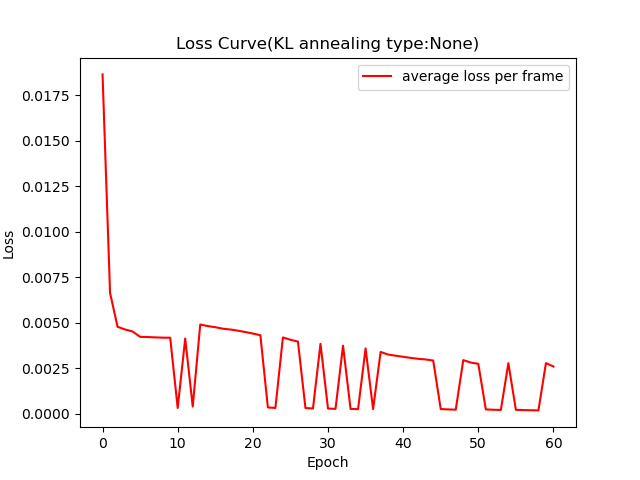 Loss Curve(KL annealing type:None)
average loss per frame
0.0175
0.0150
0.0125
0.0100
0.0075
0.0050
0.0025
0.0000
Loss
0 10 20 30 40 50 60
Epoch